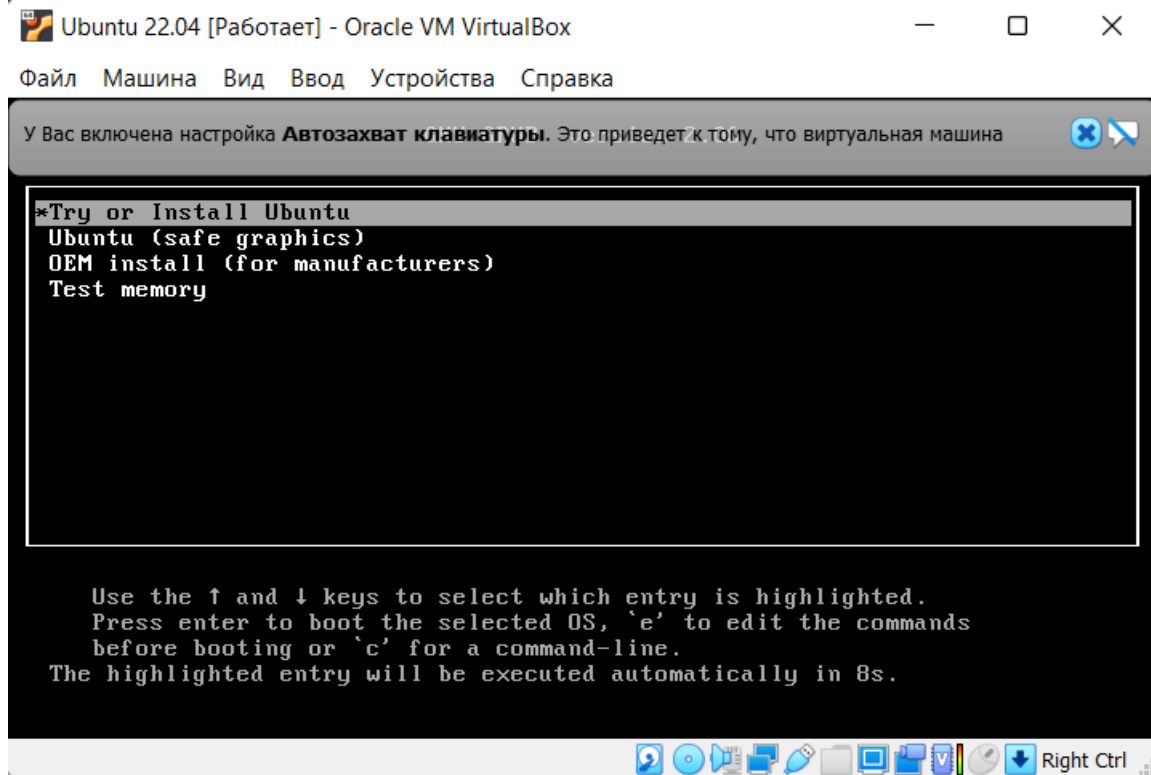 Ubuntu 22.04 [Работает] - Oracle VM VirtualBox
Файл Машина Вид Ввод Устройства Справка
У Вас включена настройка Автозахват клавиатуры. Это приведет к тому, что виртуальная машина
*Try or Install Ubuntu
Ubuntu (safe graphics)
OEM install (for manufacturers)
Test memory
Use the ↑ and ↓ keys to select which entry is highlighted.
Press enter to boot the selected OS, `e' to edit the commands
before booting or `c' for a command-line.
The highlighted entry will be executed automatically in 8s.
Right Ctrl